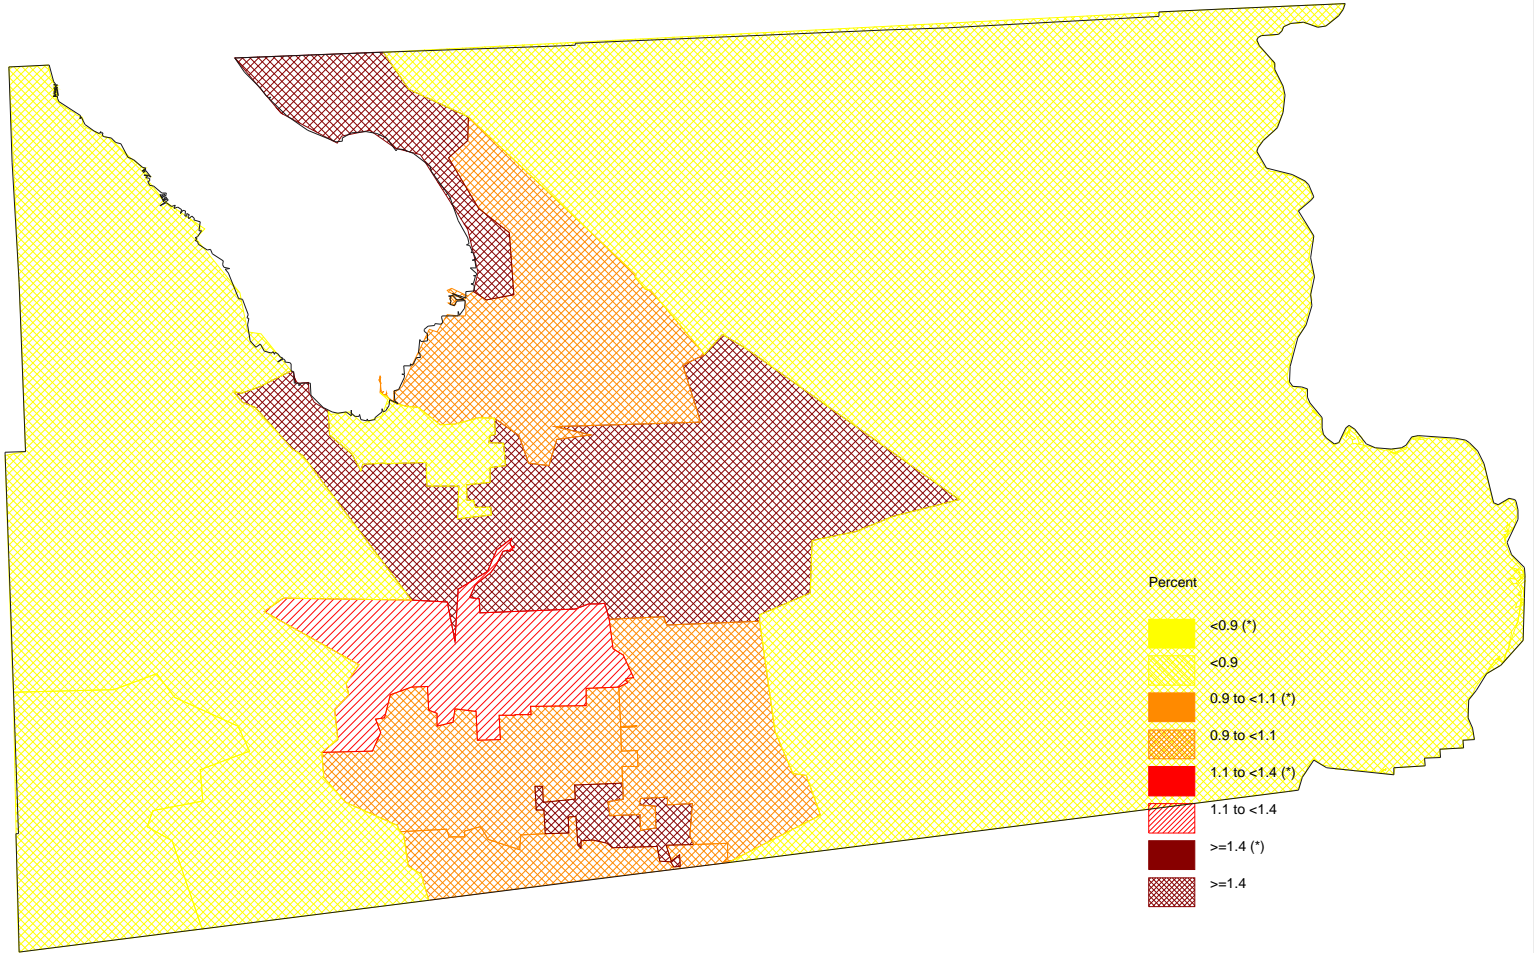 Percent
<0.9 (*)
<0.9
0.9 to <1.1 (*)
0.9 to <1.1
1.1 to <1.4 (*)
1.1 to <1.4
>=1.4 (*)
>=1.4